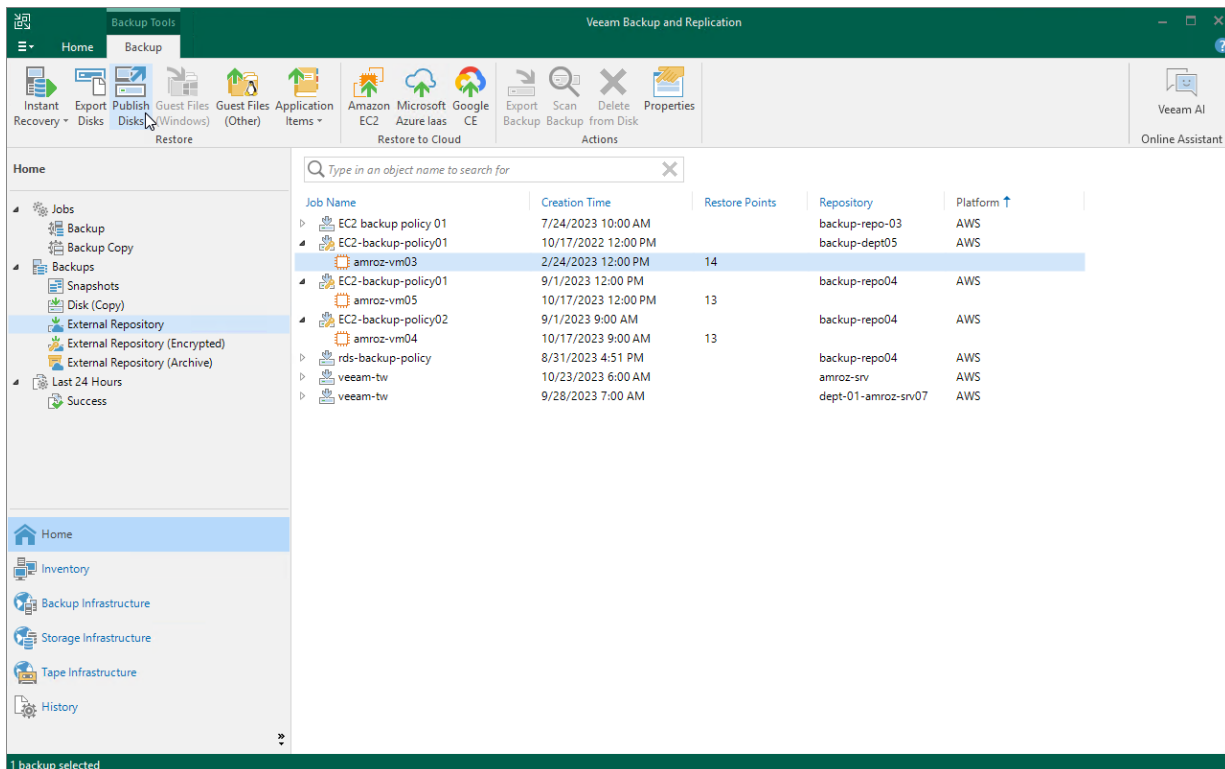 Backup Tools
Veeam Backup and Replication
Home Backup
Instant Recovery
Export Disks
Publish Disks
Guest Files (Windows)
Guest Files (Other)
Application Items
Restore
Amazon EC2
Microsoft Azure Iaas
Google CE
Restore to Cloud
Export Backup
Scan Backup
Delete from Disk
Properties
Actions
Veeam AI
Online Assistant
Home
Jobs
Backup
Backup Copy
Backups
Snapshots
Disk (Copy)
External Repository
External Repository (Encrypted)
External Repository (Archive)
Last 24 Hours
Success
Home
Inventory
Backup Infrastructure
Storage Infrastructure
Tape Infrastructure
History
Type in an object name to search for
Job Name Creation Time Restore Points Repository Platform
EC2 backup policy 01 7/24/2023 10:00 AM backup-repo-03 AWS
EC2-backup-policy01 10/17/2022 12:00 PM backup-dept05 AWS
amroz-vm03 2/24/2023 12:00 PM 14
EC2-backup-policy01 9/1/2023 12:00 PM backup-repo04 AWS
amroz-vm05 10/17/2023 12:00 PM 13
EC2-backup-policy02 9/1/2023 9:00 AM backup-repo04 AWS
amroz-vm04 10/17/2023 9:00 AM 13
rds-backup-policy 8/31/2023 4:51 PM backup-repo04 AWS
veeam-tw 10/23/2023 6:00 AM amroz-srv AWS
veeam-tw 9/28/2023 7:00 AM dept-01-amroz-srv07 AWS
1 backup selected